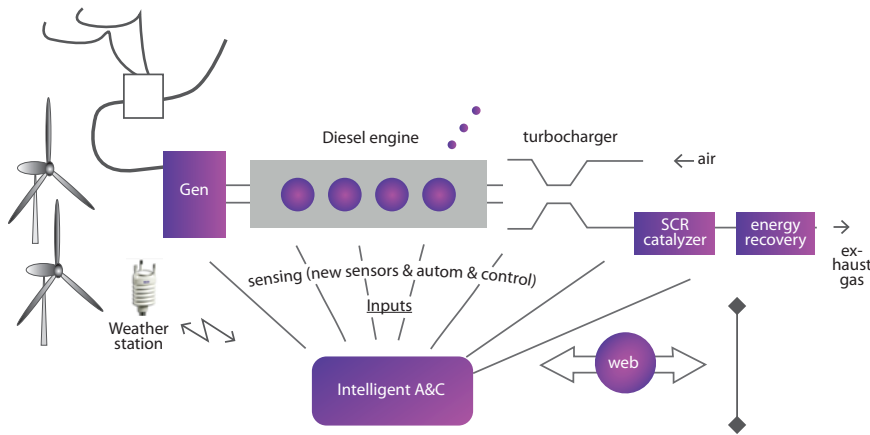 Diesel engine
turbocharger
air
Gen
SCR
catalyzer
energy
recovery
ex-
haust
gas
sensing (new sensors & autom & control)
Inputs
Weather
station
web
Intelligent A&C